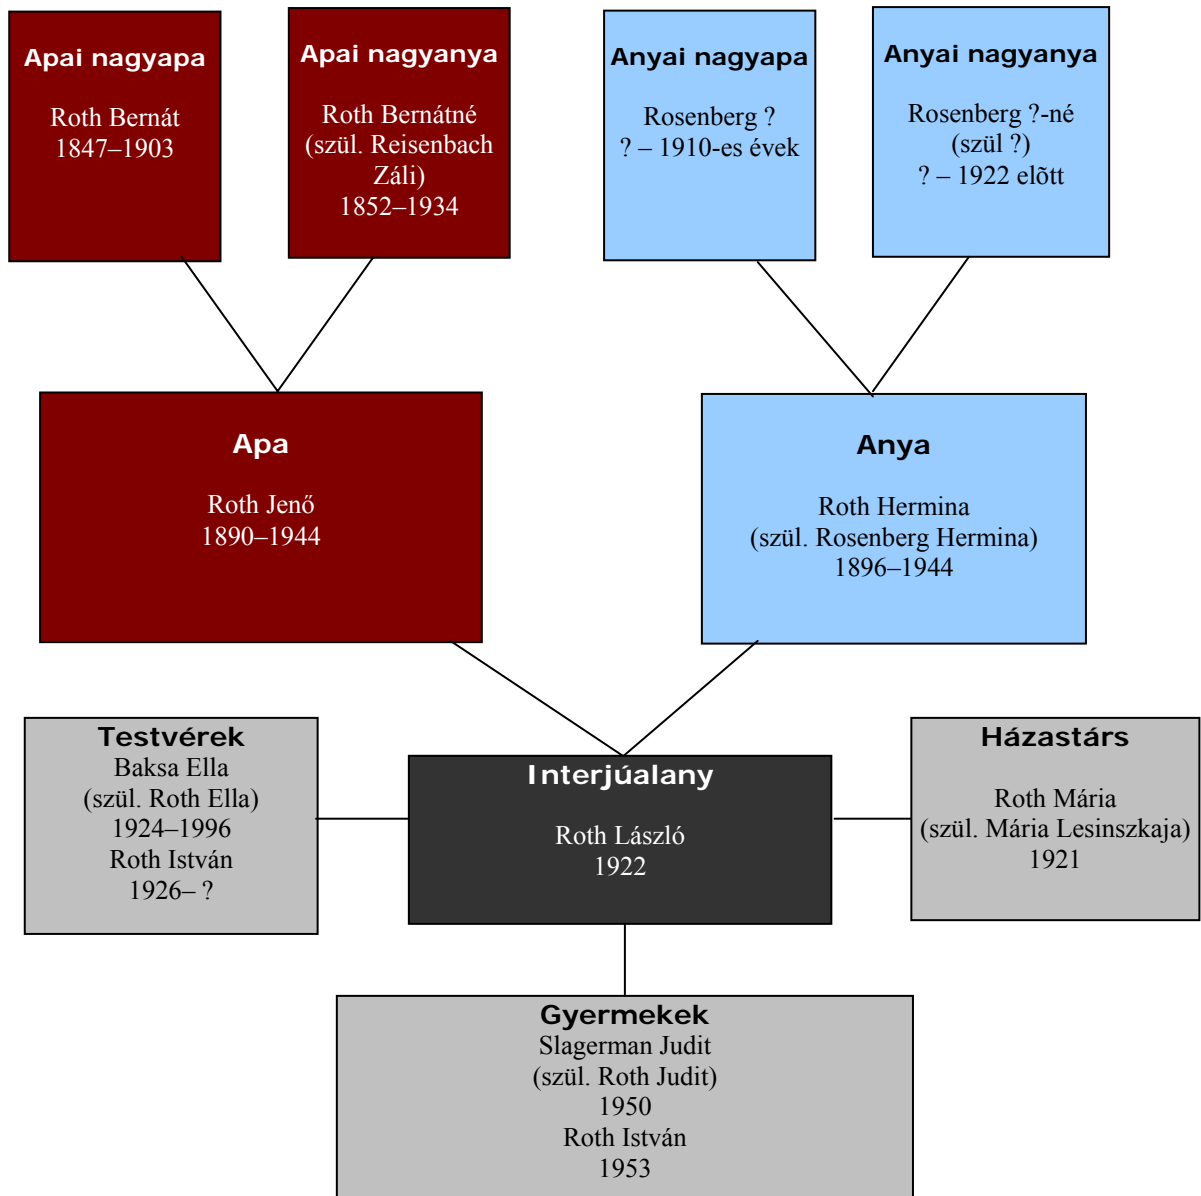 Apai nagyapa
Roth Bernát
1847–1903
Apai nagyanya
Roth Bernátné
(szül. Reisenbach
Záli)
1852–1934
Anyai nagyapa
Rosenberg ?
? – 1910-es évek
Anyai nagyanya
Rosenberg ?-né
(szül ?)
? – 1922 elõtt
Apa
Roth Jenő
1890–1944
Anya
Roth Hermina
(szül. Rosenberg Hermina)
1896–1944
Testvérek
Baksa Ella
(szül. Roth Ella)
1924–1996
Roth István
1926– ?
Interjúalany
Roth László
1922
Házastárs
Roth Mária
(szül. Mária Lesinszkaja)
1921
Gyermekek
Slagerman Judit
(szül. Roth Judit)
1950
Roth István
1953